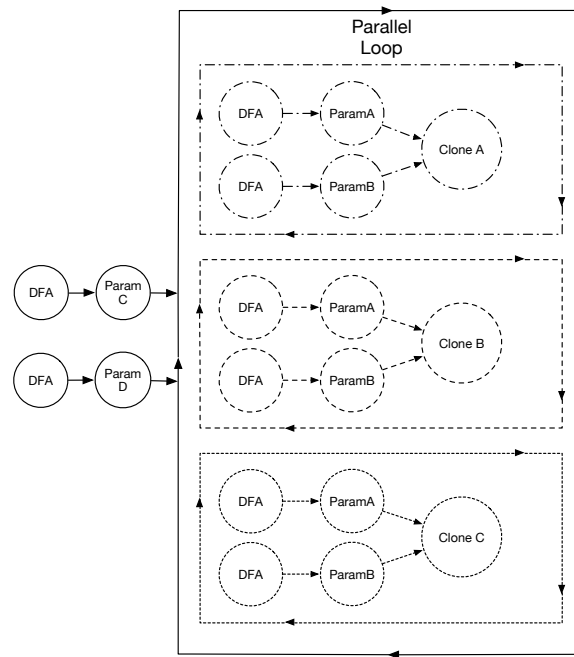 Parallel
Loop
DFA
ParamA
DFA
ParamB
Clone A
DFA
Param
C
DFA
Param
D
DFA
ParamA
DFA
ParamB
Clone B
DFA
ParamA
DFA
ParamB
Clone C